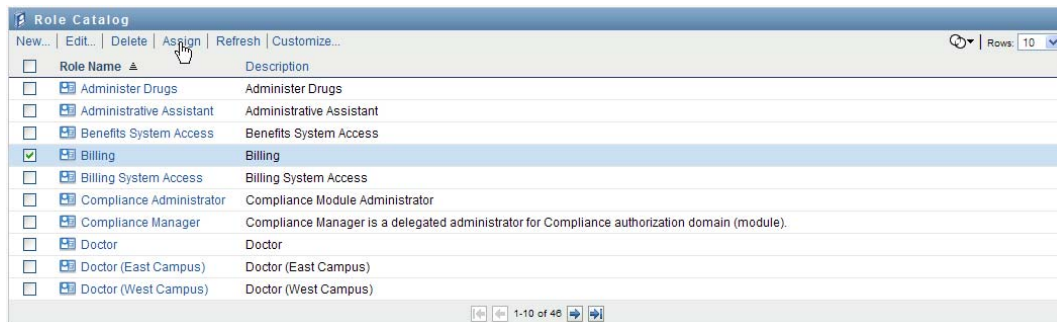 Role Catalog
New... | Edit... | Delete | Assign | Refresh | Customize... Rows: 10
Role Name Description
Administer Drugs Administer Drugs
Administrative Assistant Administrative Assistant
Benefits System Access Benefits System Access
Billing Billing
Billing System Access Billing System Access
Compliance Administrator Compliance Module Administrator
Compliance Manager Compliance Manager is a delegated administrator for Compliance authorization domain (module).
Doctor Doctor
Doctor (East Campus) Doctor (East Campus)
Doctor (West Campus) Doctor (West Campus)
1-10 of 46